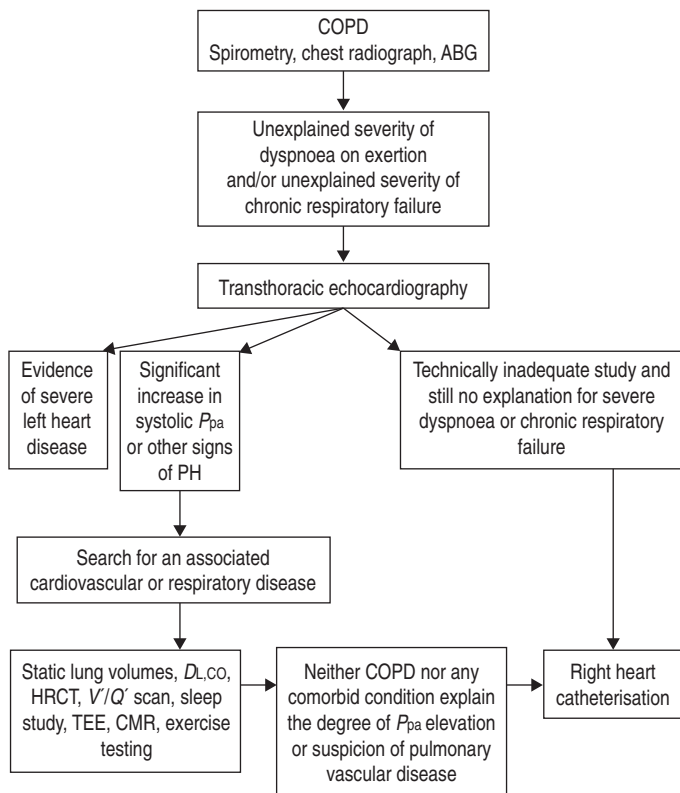 COPD
Spirometry, chest radiograph, ABG
Unexplained severity of
dyspnoea on exertion
and/or unexplained severity of
chronic respiratory failure
Transthoracic echocardiography
Evidence
of severe
left heart
disease
Significant
increase in
systolic Ppa
or other signs
of PH
Technically inadequate study and
still no explanation for severe
dyspnoea or chronic respiratory
failure
Search for an associated
cardiovascular or respiratory disease
Static lung volumes, DL,CO,
HRCT, V′/Q′ scan, sleep
study, TEE, CMR, exercise
testing
Neither COPD nor any
comorbid condition explain
the degree of Ppa elevation
or suspicion of pulmonary
vascular disease
Right heart
catheterisation